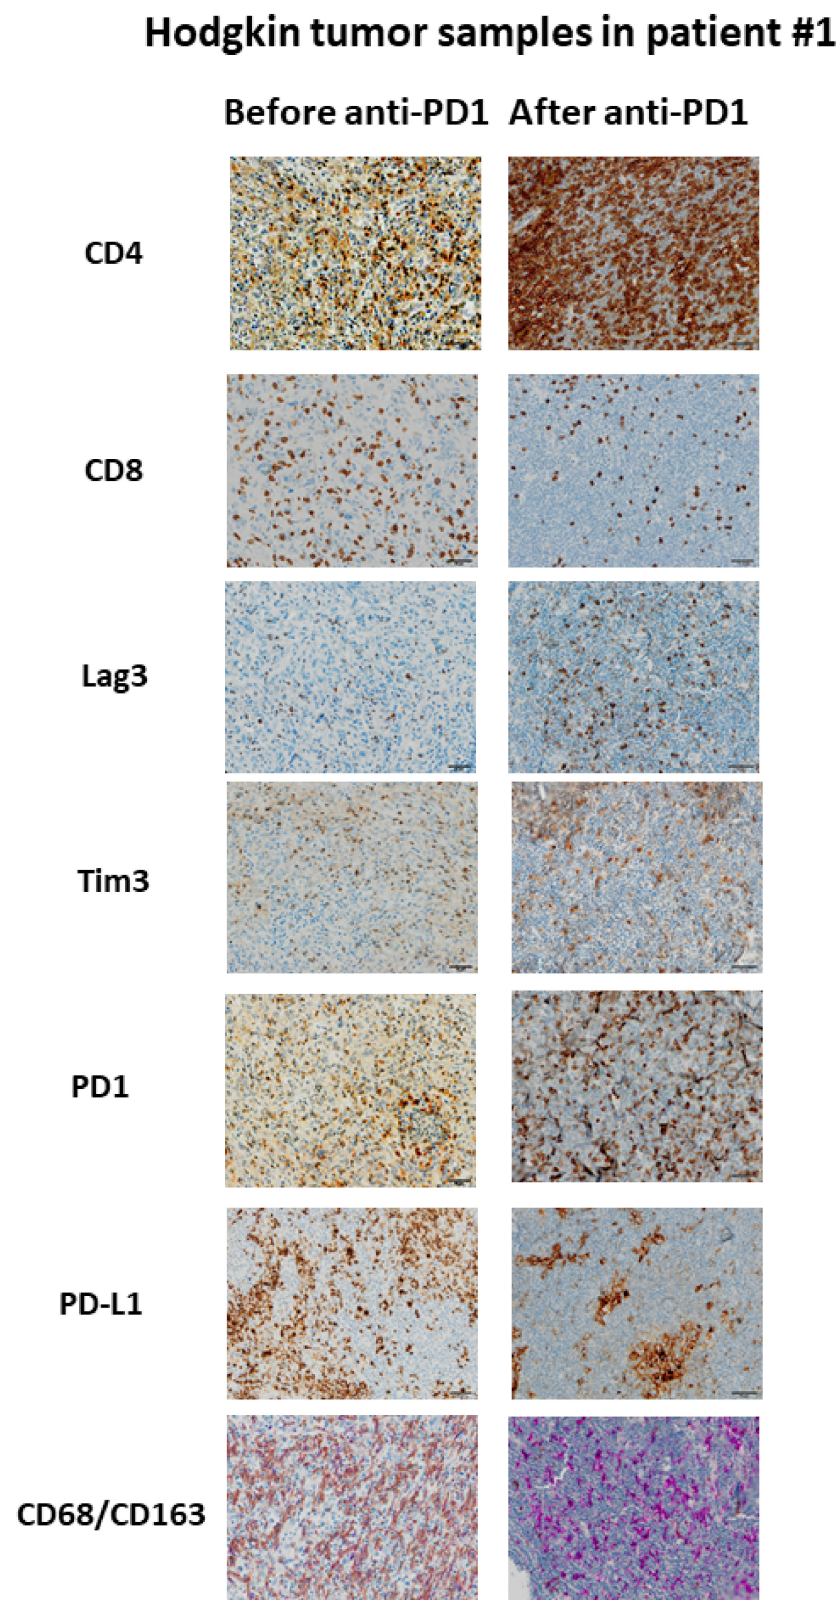 Hodgkin tumor samples in patient #1
Before anti-PD1 After anti-PD1
CD4
CD8
Lag3
Tim3
PD1
PD-L1
CD68/CD163